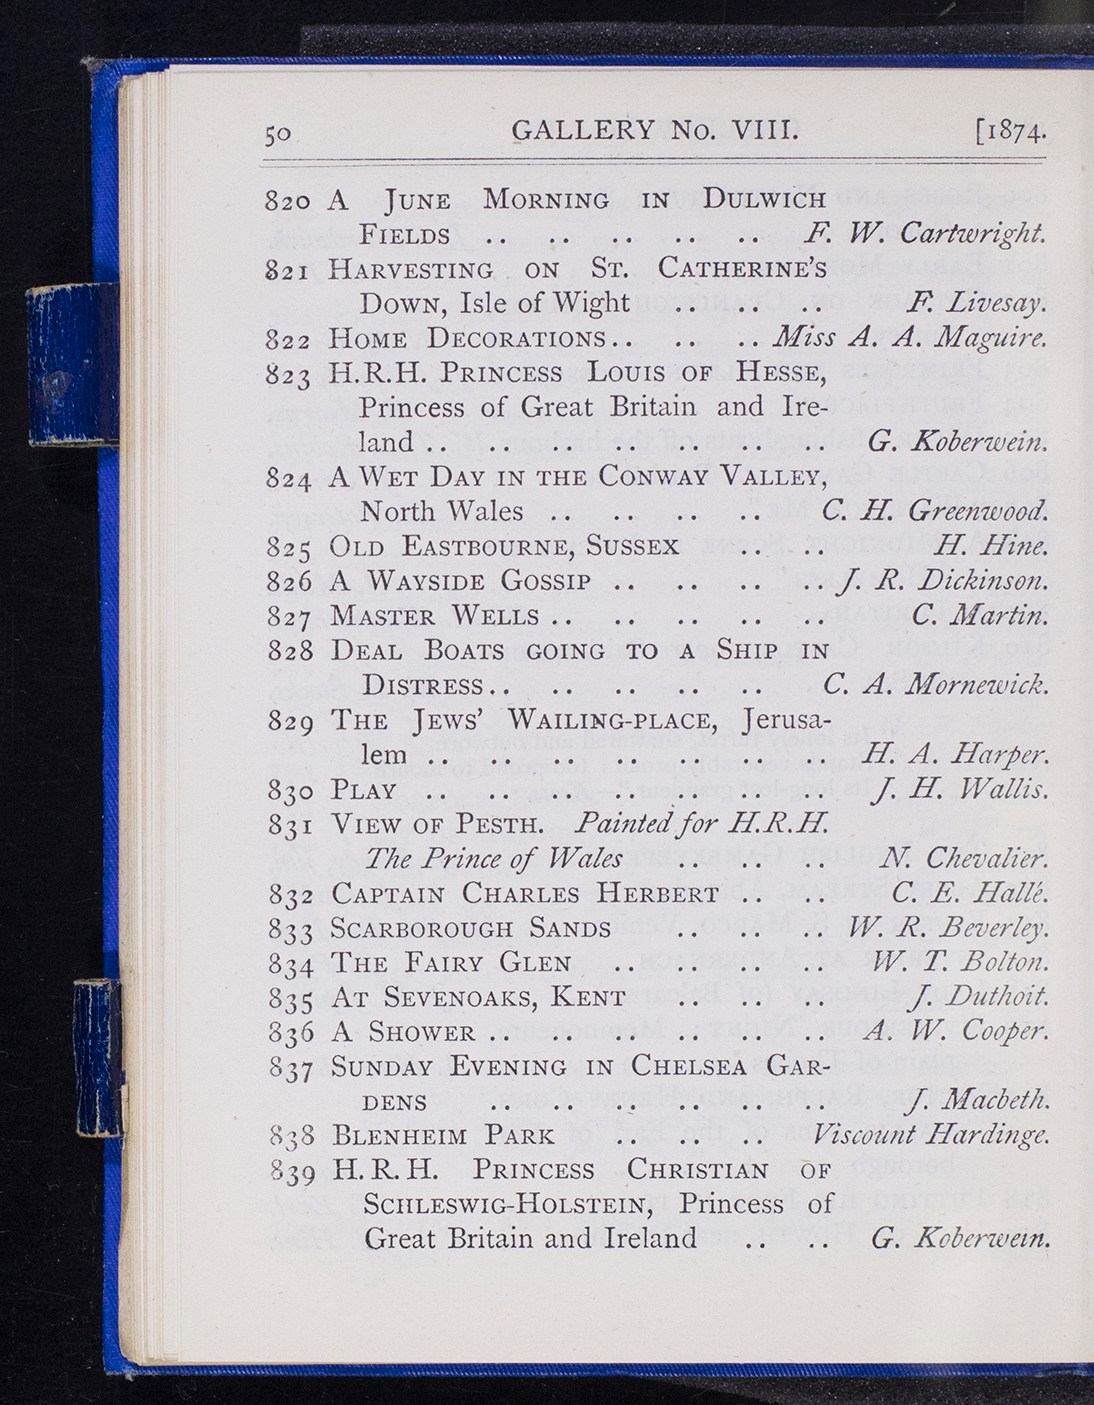 50 GALLERY No. VIII. [1874.
820 A JUNE MORNING IN DULWICH
FIELDS .. .. .. .. .. F. W. Cartwright.
821 HARVESTING ON ST. CATHERINE'S
DOWN, Isle of Wight .. .. .. F. Livesay.
822 HOME DECORATIONS .. .. .. Miss A. A. Maguire.
823 H.R.H. PRINCESS LOUIS OF HESSE,
Princess of Great Britain and Ire-
land .. .. .. .. .. .. .. G. Koberwein.
824 A WET DAY IN THE CONWAY VALLEY,
North Wales .. .. .. .. C. H. Greenwood.
825 OLD EASTBOURNE, SUSSEX .. .. H. Hine.
826 A WAYSIDE GOSSIP .. .. .. .. J. R. Dickinson.
827 MASTER WELLS .. .. .. .. .. C. Martin.
828 DEAL BOATS GOING TO A SHIP IN
DISTRESS .. .. .. .. .. C. A. Mornewick.
829 THE JEWS' WAILING-PLACE, Jerusa-
lem .. .. .. .. .. .. .. H. A. Harper.
830 PLAY .. .. .. .. .. .. .. J. H. Wallis.
831 VIEW OF PESTH. Painted for H.R.H.
The Prince of Wales .. .. .. N. Chevalier.
832 CAPTAIN CHARLES HERBERT .. .. C. E. Hallé.
833 SCARBOROUGH SANDS .. .. .. W. R. Beverley.
834 THE FAIRY GLEN .. .. .. .. W. T. Bolton.
835 AT SEVENOAKS, KENT .. .. .. J. Duthoit.
836 A SHOWER .. .. .. .. .. .. A. W. Cooper.
837 SUNDAY EVENING IN CHELSEA GAR-
DENS .. .. .. .. .. .. J. Macbeth.
838 BLENHEIM PARK .. .. .. Viscount Hardinge.
839 H.R.H. PRINCESS CHRISTIAN OF
SCHLESWIG-HOLSTEIN, Princess of
Great Britain and Ireland .. .. G. Koberwein.